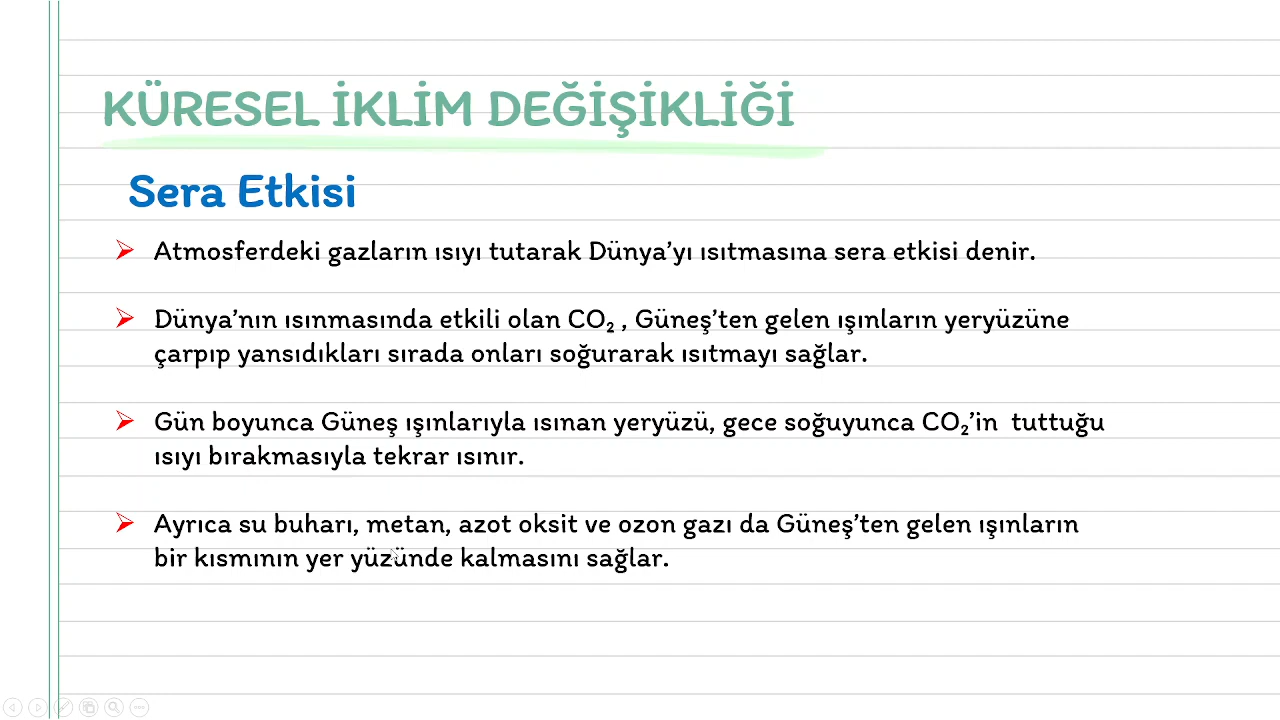 KÜRESEL İKLİM DEĞİŞİKLİĞİ
Sera Etkisi
Atmosferdeki gazların ısıyı tutarak Dünya’yı ısıtmasına sera etkisi denir.
Dünya’nın ısınmasında etkili olan CO₂ , Güneş’ten gelen ışınların yeryüzüne
çarpıp yansıdıkları sırada onları soğurarak ısıtmayı sağlar.
Gün boyunca Güneş ışınlarıyla ısınan yeryüzü, gece soğuyunca CO₂’in tuttuğu
ısıyı bırakmasıyla tekrar ısınır.
Ayrıca su buharı, metan, azot oksit ve ozon gazı da Güneş’ten gelen ışınların
bir kısmının yer yüzünde kalmasını sağlar.